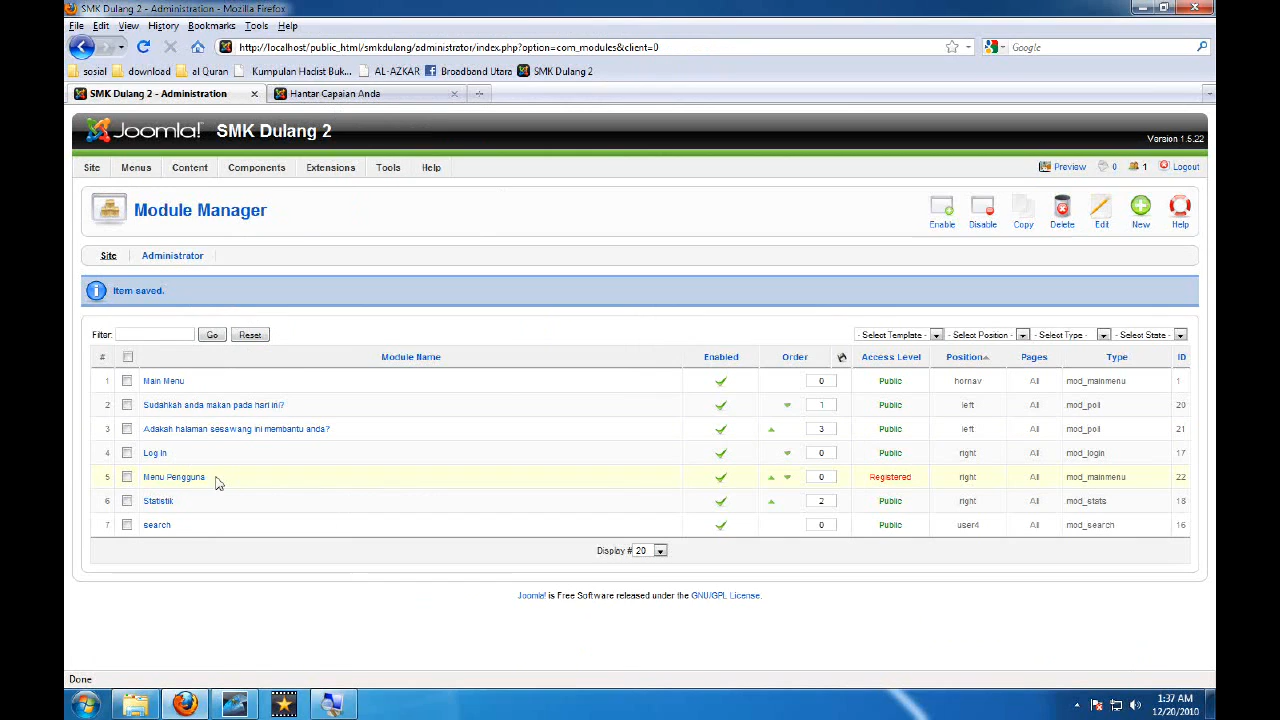 SMK Dulang 2 - Administration - Mozilla Firefox
File Edit View History Bookmarks Tools Help
http://localhost/public_html/smkdulang/administrator/index.php?option=com_modules&client=0
Google
sosial download al Quran Kumpulan Hadist Buk... AL-AZKAR Broadband Utara SMK Dulang 2
SMK Dulang 2 - Administration Hantar Capaian Anda
Joomla! SMK Dulang 2
Version 1.5.22
Site Menus Content Components Extensions Tools Help Preview 0 1 Logout
Module Manager
Enable Disable Copy Delete Edit New Help
Site Administrator
Item saved.
Filter: Go Reset - Select Template - - Select Position - - Select Type - - Select State -
# Module Name Enabled Order Access Level Position Pages Type ID
1 Main Menu 0 Public hornav All mod_mainmenu 1
2 Sudahkah anda makan pada hari ini? 1 Public left All mod_poll 20
3 Adakah halaman sesawang ini membantu anda? 3 Public left All mod_poll 21
4 Log In 0 Public right All mod_login 17
5 Menu Pengguna 0 Registered right All mod_mainmenu 22
6 Statistik 2 Public right All mod_stats 18
7 search 0 Public user4 All mod_search 16
Display # 20
Joomla! is Free Software released under the GNU/GPL License.
Done
1:37 AM
12/20/2010